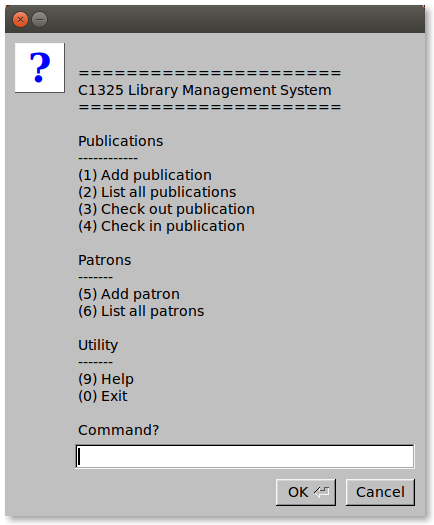 ?
======================
C1325 Library Management System
======================
Publications
------------
(1) Add publication
(2) List all publications
(3) Check out publication
(4) Check in publication
Patrons
-------
(5) Add patron
(6) List all patrons
Utility
-------
(9) Help
(0) Exit
Command?
OK
Cancel